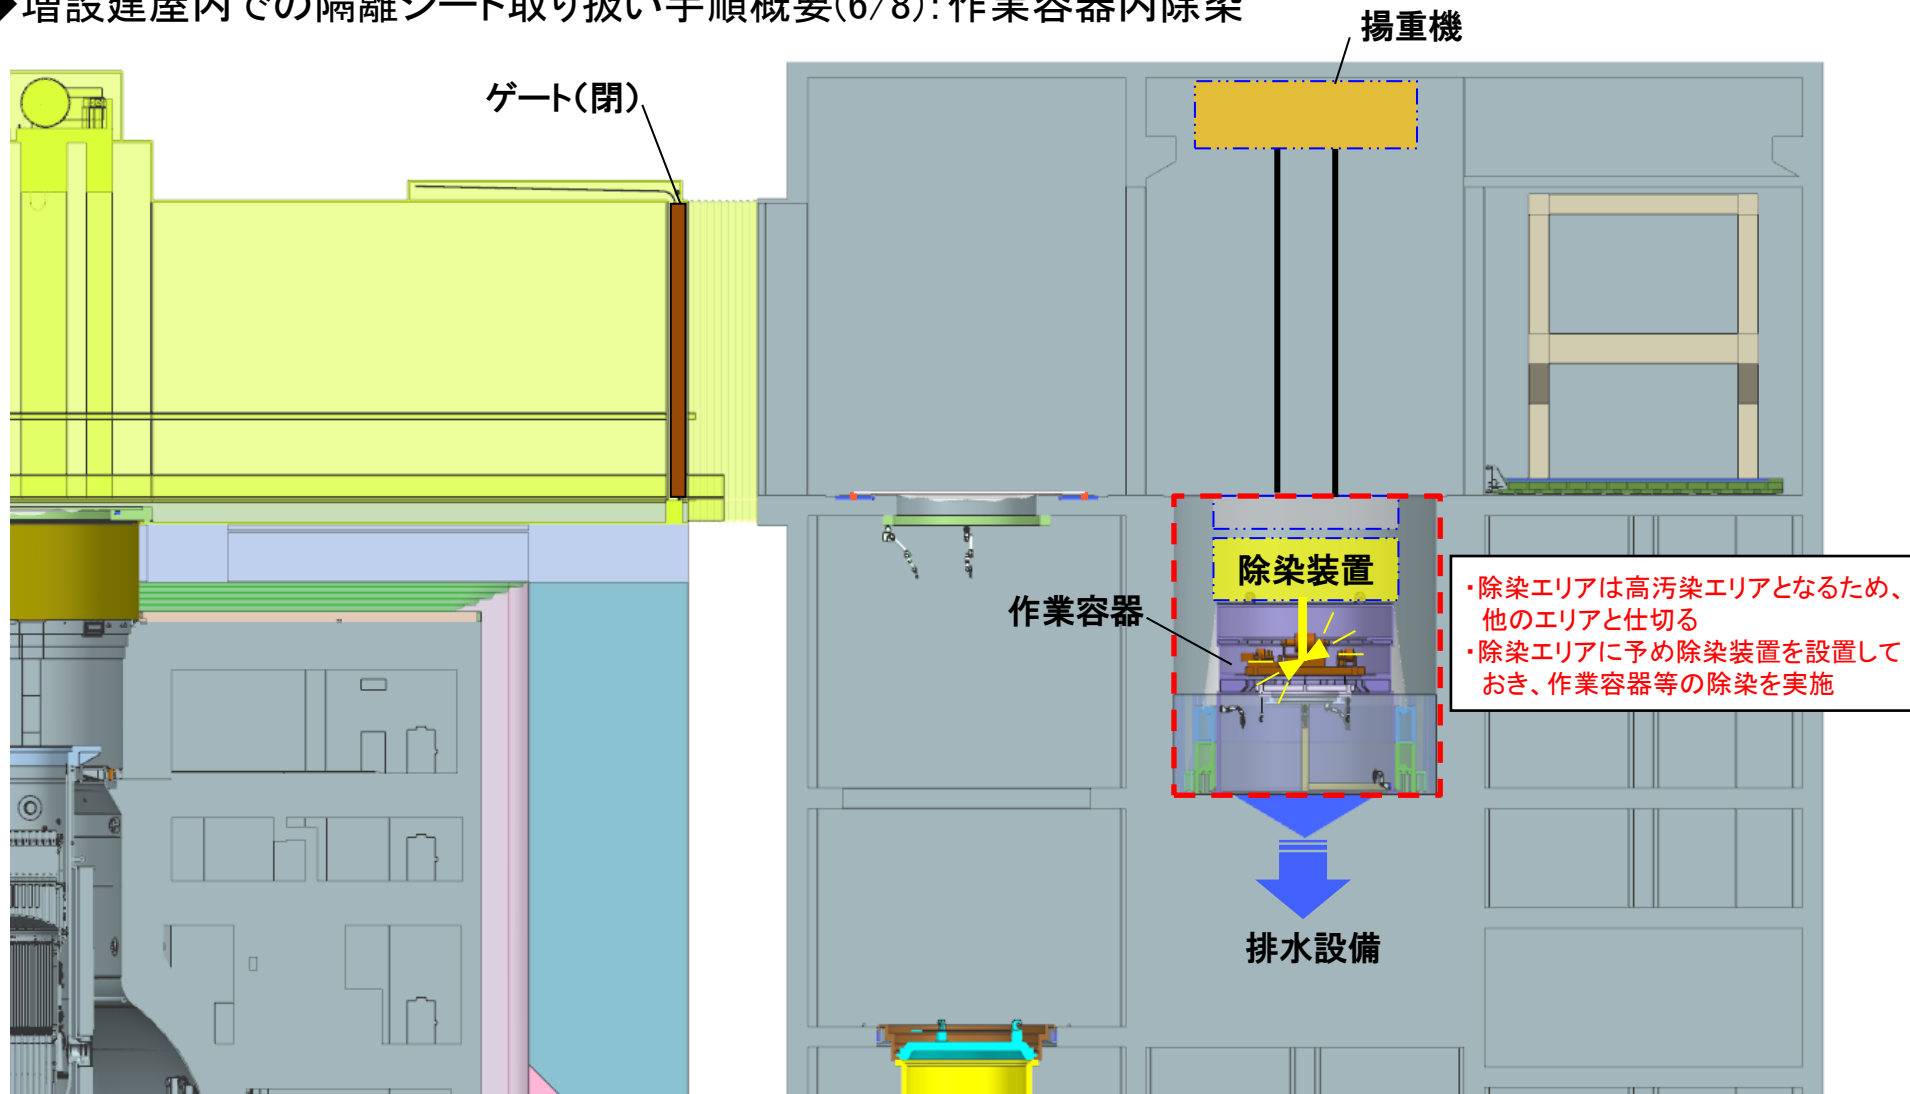 ◆増設建屋内での隔離シート取り扱い手順概要(6/8)：作業容器内除染
揚重機
ゲート（閉）
除染装置
作業容器
・除染エリアは高汚染エリアとなるため、
他のエリアと仕切る
・除染エリアに予め除染装置を設置して
おき、作業容器等の除染を実施
排水設備